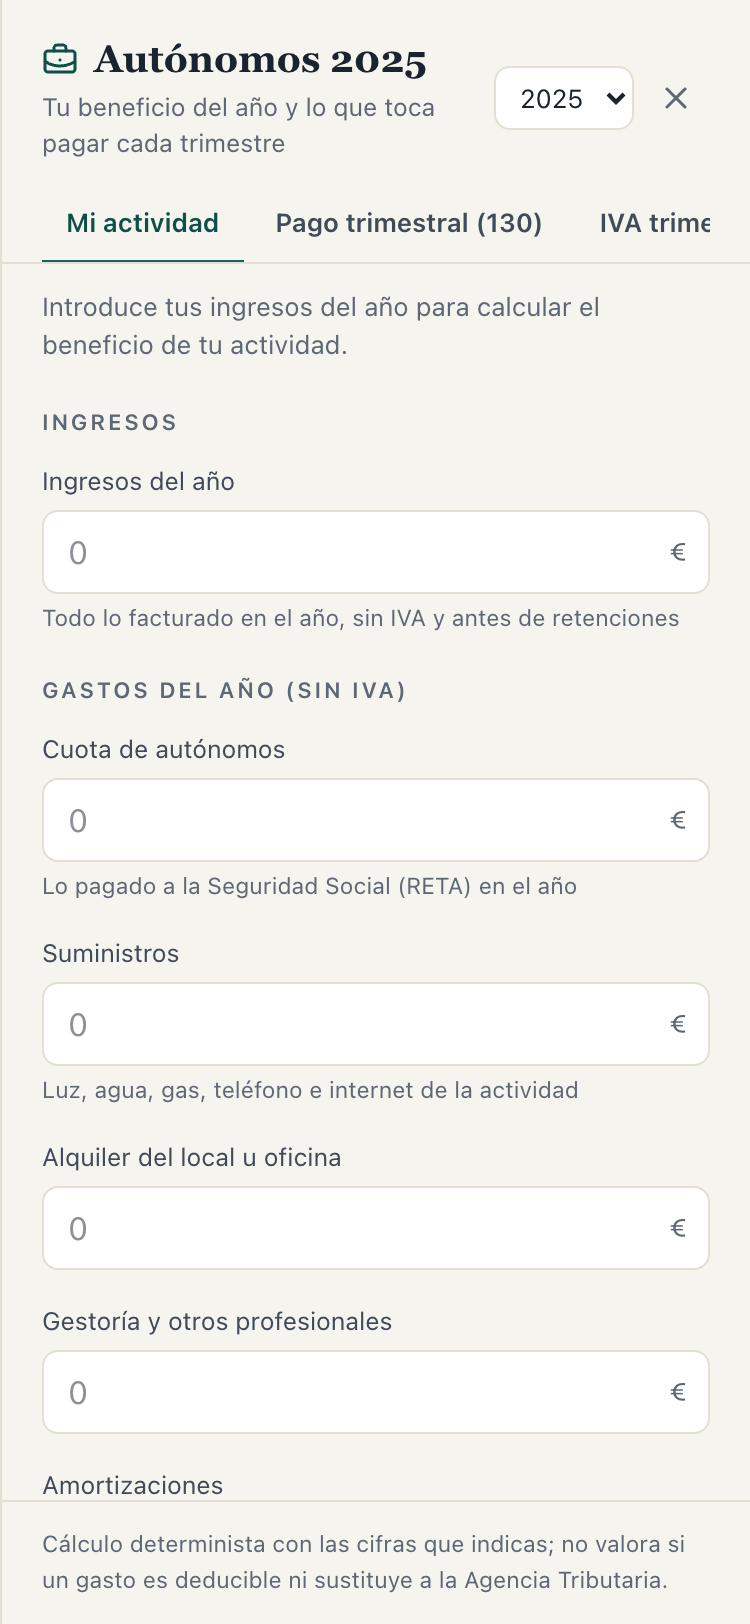 Autónomos 2025
Tu beneficio del año y lo que toca
pagar cada trimestre
2025
Mi actividad
Pago trimestral (130)
IVA trime
Introduce tus ingresos del año para calcular el
beneficio de tu actividad.
INGRESOS
Ingresos del año
0 €
Todo lo facturado en el año, sin IVA y antes de retenciones
GASTOS DEL AÑO (SIN IVA)
Cuota de autónomos
0 €
Lo pagado a la Seguridad Social (RETA) en el año
Suministros
0 €
Luz, agua, gas, teléfono e internet de la actividad
Alquiler del local u oficina
0 €
Gestoría y otros profesionales
0 €
Amortizaciones
Cálculo determinista con las cifras que indicas; no valora si
un gasto es deducible ni sustituye a la Agencia Tributaria.